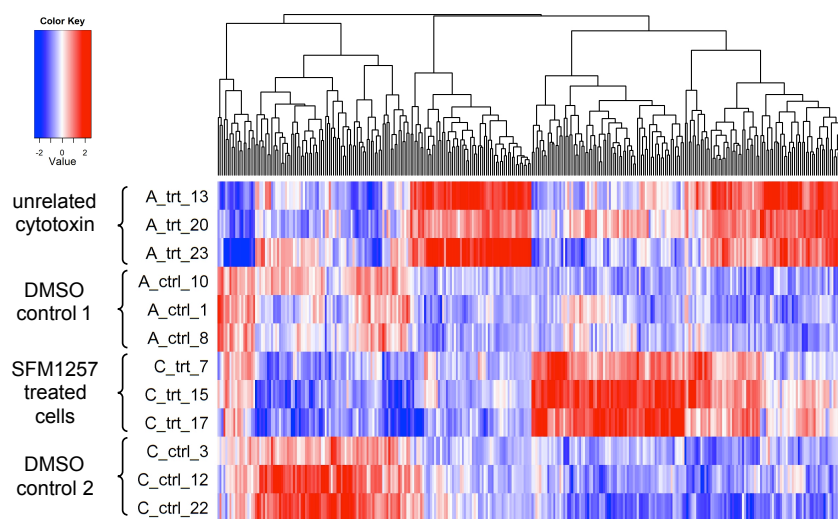 Color Key
-2 0 2
Value
unrelated
cytotoxin
A_trt_13
A_trt_20
A_trt_23
DMSO
control 1
A_ctrl_10
A_ctrl_1
A_ctrl_8
SFM1257
treated
cells
C_trt_7
C_trt_15
C_trt_17
DMSO
control 2
C_ctrl_3
C_ctrl_12
C_ctrl_22